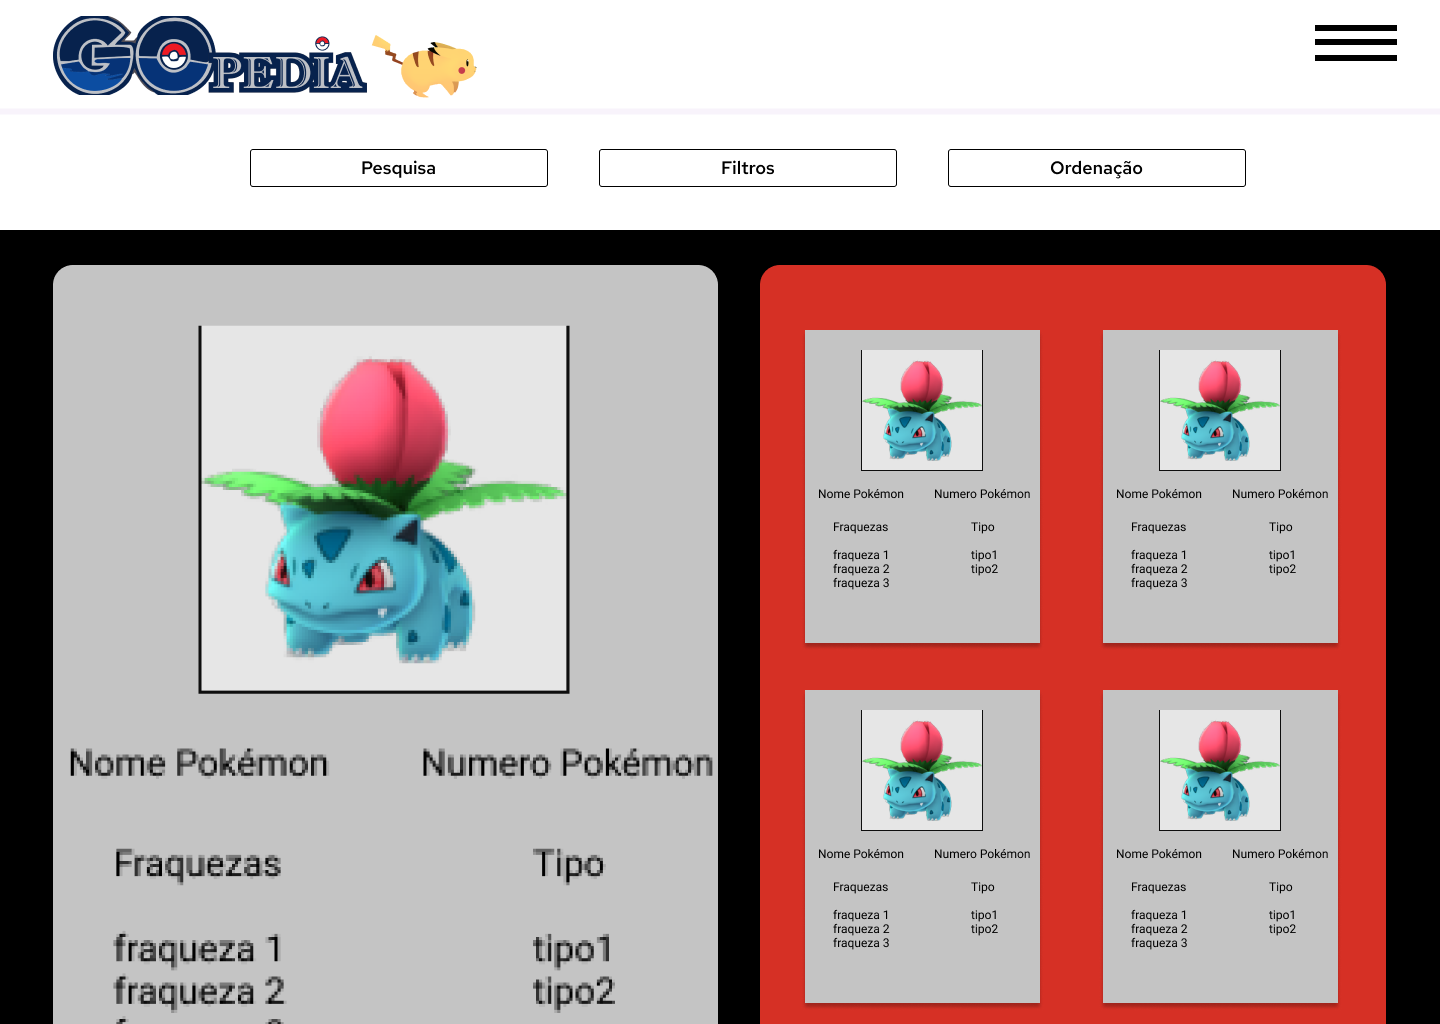 GOPEDIA
Pesquisa
Filtros
Ordenação
Nome Pokémon
Numero Pokémon
Fraquezas
Tipo
fraqueza 1
tipo1
fraqueza 2
tipo2
Nome Pokémon
Numero Pokémon
Fraquezas
Tipo
fraqueza 1
tipo1
fraqueza 2
tipo2
fraqueza 3
Nome Pokémon
Numero Pokémon
Fraquezas
Tipo
fraqueza 1
tipo1
fraqueza 2
tipo2
fraqueza 3
Nome Pokémon
Numero Pokémon
Fraquezas
Tipo
fraqueza 1
tipo1
fraqueza 2
tipo2
fraqueza 3
Nome Pokémon
Numero Pokémon
Fraquezas
Tipo
fraqueza 1
tipo1
fraqueza 2
tipo2
fraqueza 3